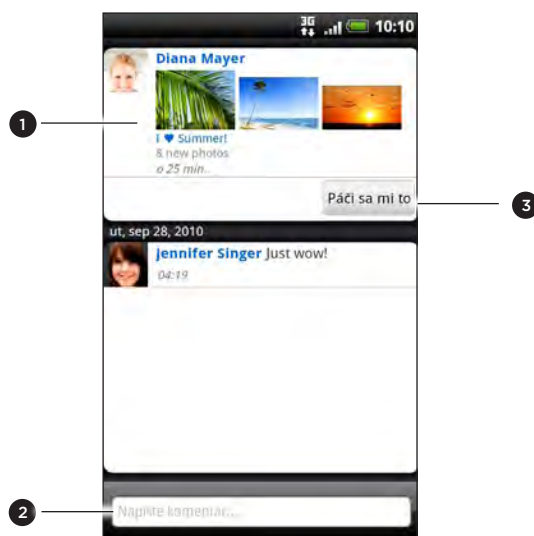 3G 10:10
Diana Mayer
I ♥ Summer!
8 new photos
o 25 min..
Páči sa mi to
ut, sep 28, 2010
jennifer Singer Just wow!
04:19
Napíšte komentár...
1
2
3